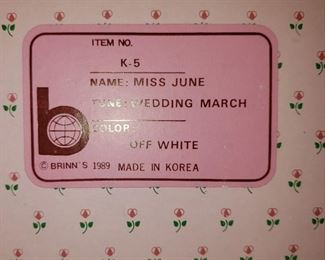 ITEM NO.
K-5
NAME: MISS JUNE
TUNE: WEDDING MARCH
COLOR:
OFF WHITE
b
© BRINN'S 1989 MADE IN KOREA